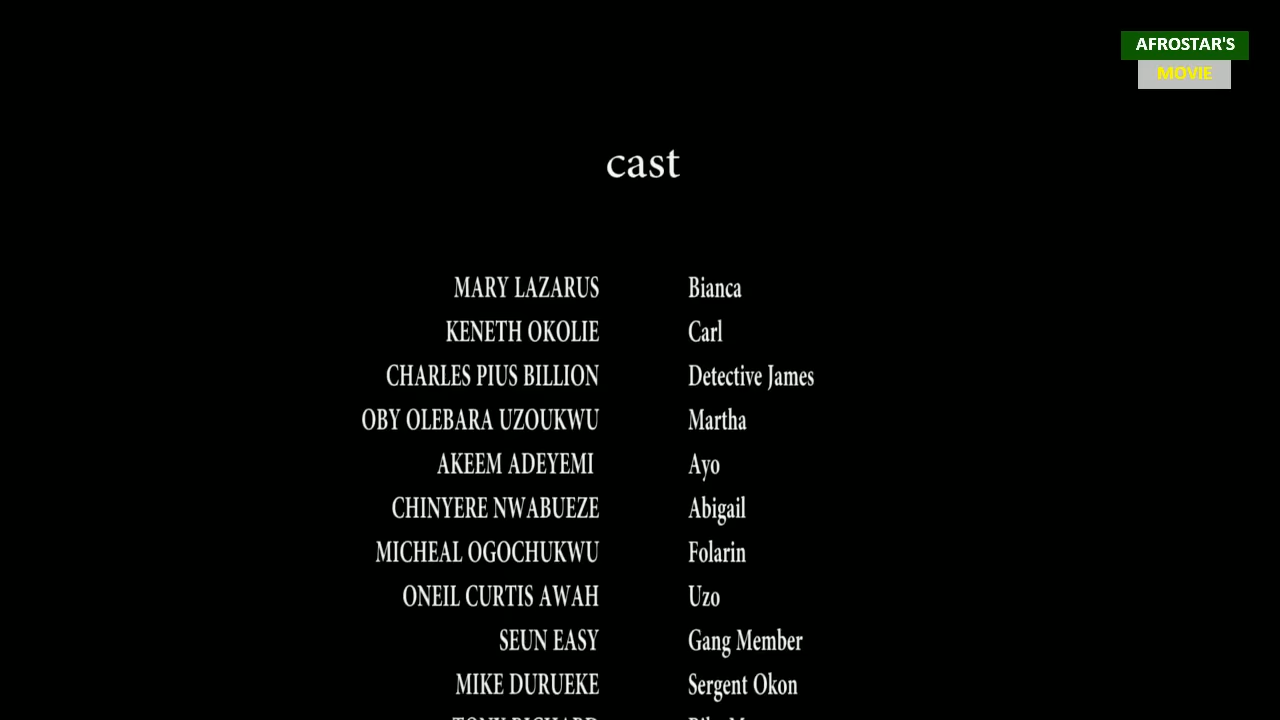 AFROSTAR'S
MOVIE
cast
MARY LAZARUS Bianca
KENETH OKOLIE Carl
CHARLES PIUS BILLION Detective James
OBY OLEBARA UZOUKWU Martha
AKEEM ADEYEMI Ayo
CHINYERE NWABUEZE Abigail
MICHEAL OGOCHUKWU Folarin
ONEIL CURTIS AWAH Uzo
SEUN EASY Gang Member
MIKE DURUEKE Sergent Okon